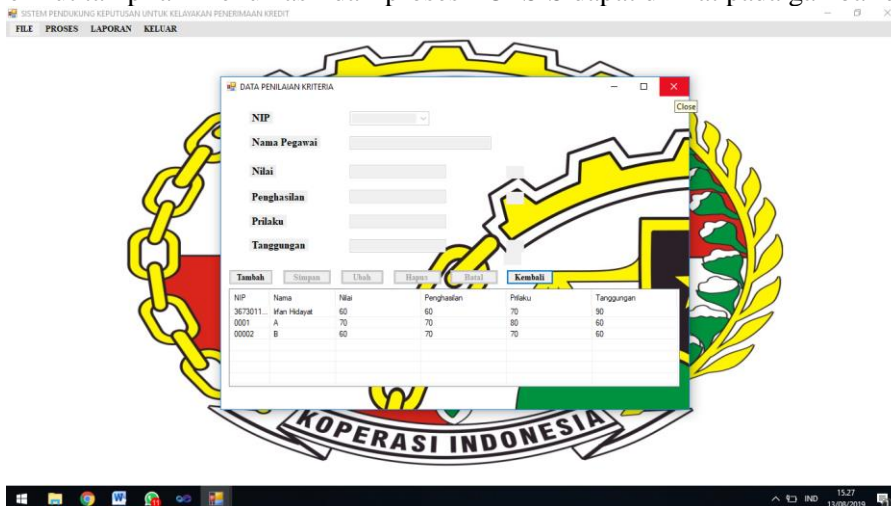 SISTEM PENDUKUNG KEPUTUSAN UNTUK KELAYAKAN PENERIMAAN KREDIT
FILE PROSES LAPORAN KELUAR
DATA PENILAIAN KRITERIA
Close
NIP
Nama Pegawai
Nilai
Penghasilan
Prilaku
Tanggungan
Tambah Simpan Ubah Hapus Batal Kembali
NIP Nama Nilai Penghasilan Prilaku Tanggungan
3673011... Irfan Hidayat 60 60 70 90
0001 A 70 70 80 60
00002 B 60 70 70 60
KOPERASI INDONESIA
IND 15.27
13/08/2019